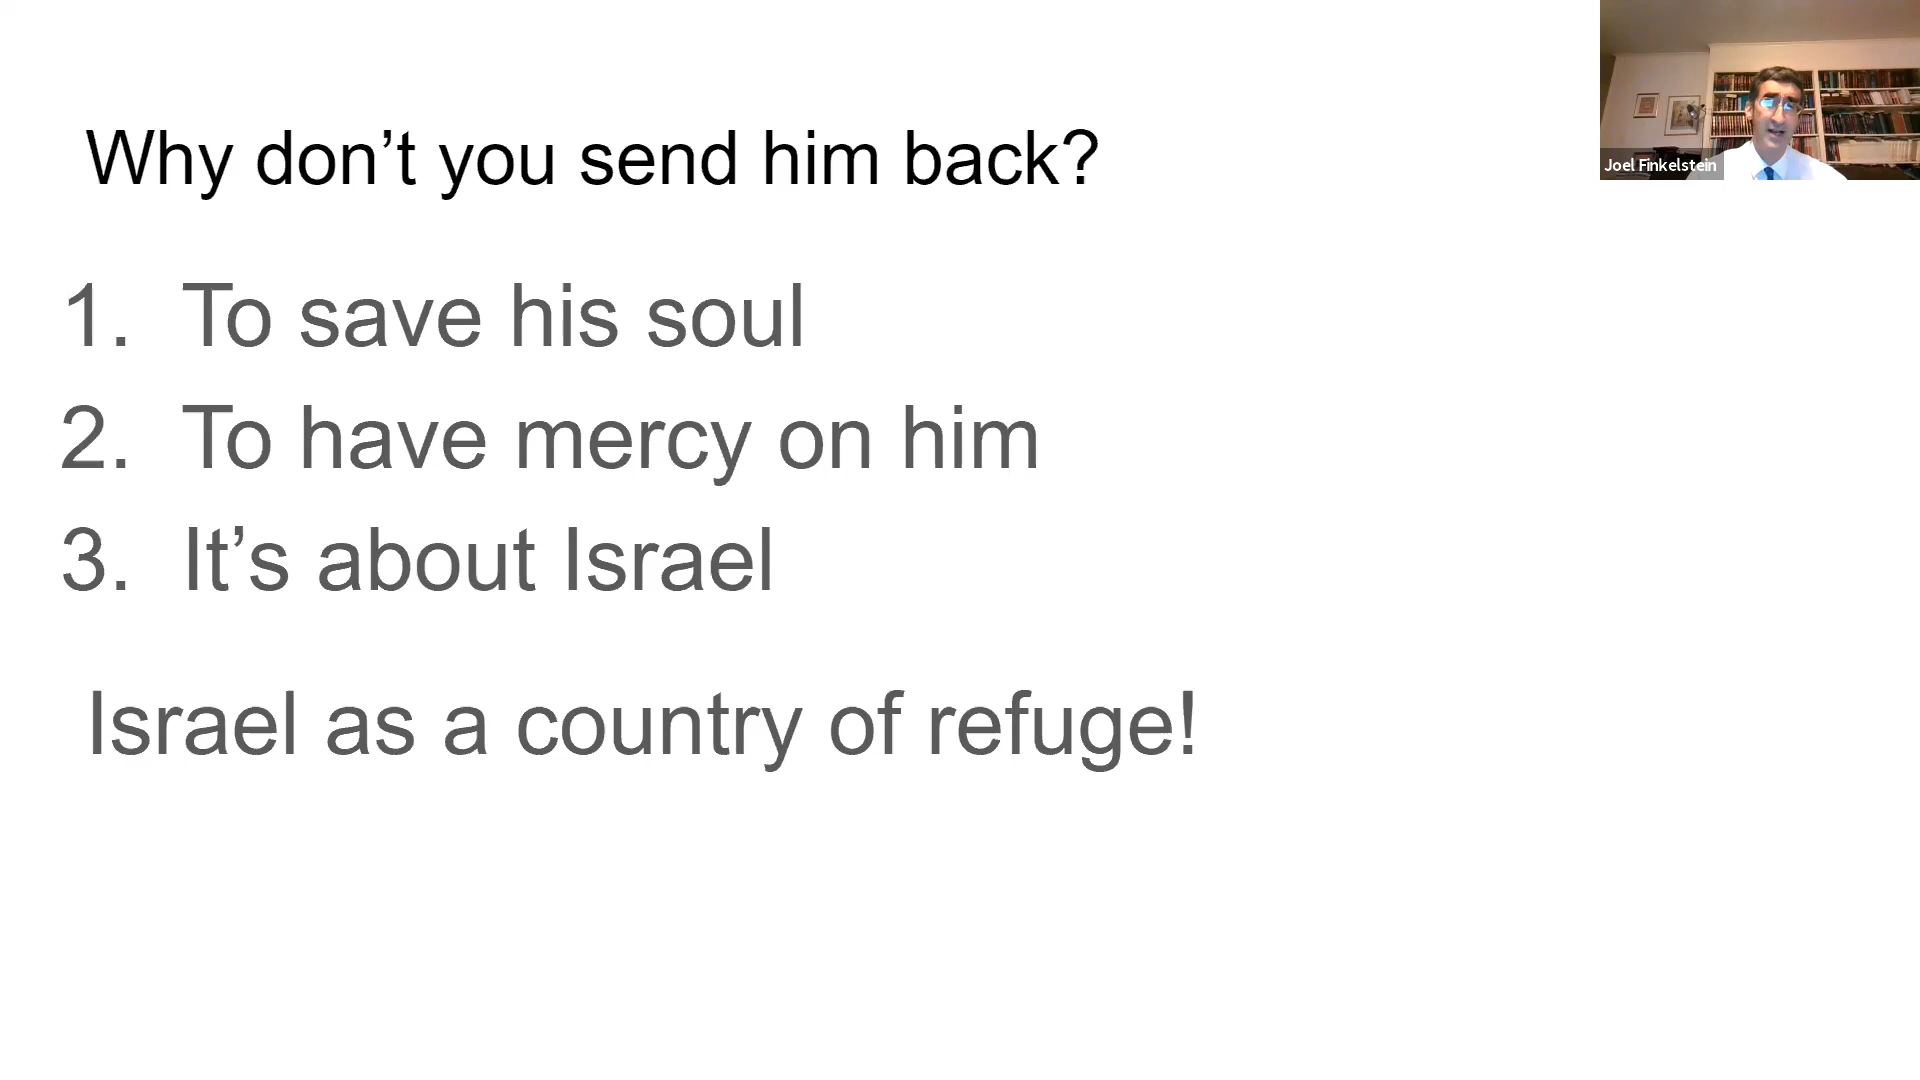 Why don’t you send him back?
1. To save his soul
2. To have mercy on him
3. It’s about Israel
Israel as a country of refuge!
Joel Finkelstein